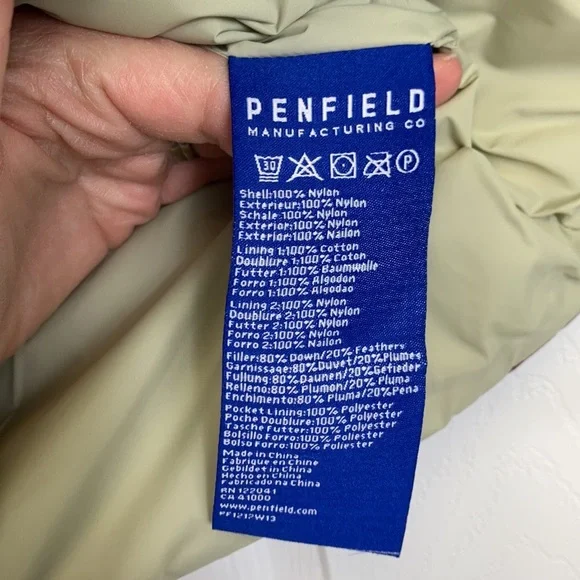 PENFIELD
MANUFACTURING CO
30 P
Shell:100% Nylon
Exterieur:100% Nylon
Schale:100% Nylon
Exterior:100% Nylon
Exterior:100% Nailon
Lining 1:100% Cotton
Doublure 1:100% Coton
Futter 1:100% Baumwolle
Forro 1:100% Algodon
Forro 1:100% Algodao
Lining 2:100% Nylon
Doublure 2:100% Nylon
Futter 2:100% Nylon
Forro 2:100% Nylon
Forro 2:100% Nailon
Filler:80% Down/20% Feathers
Garnissage:80% Duvet/20% Plumes
Fullung:80% Daunen/20% Gefieder
Relleno:80% Plumon/20% Pluma
Enchimento:80% Pluma/20% Pena
Pocket Lining:100% Polyester
Poche Doublure:100% Polyester
Tasche Futter:100% Polyester
Bolsillo Forro:100% Polyester
Bolso Forro:100% Poliester
Made in China
Fabrique en Chine
Gebildet in China
Hecho en China
Fabricado na China
RN 122041
CA 41000
www.penfield.com
PF1212W13